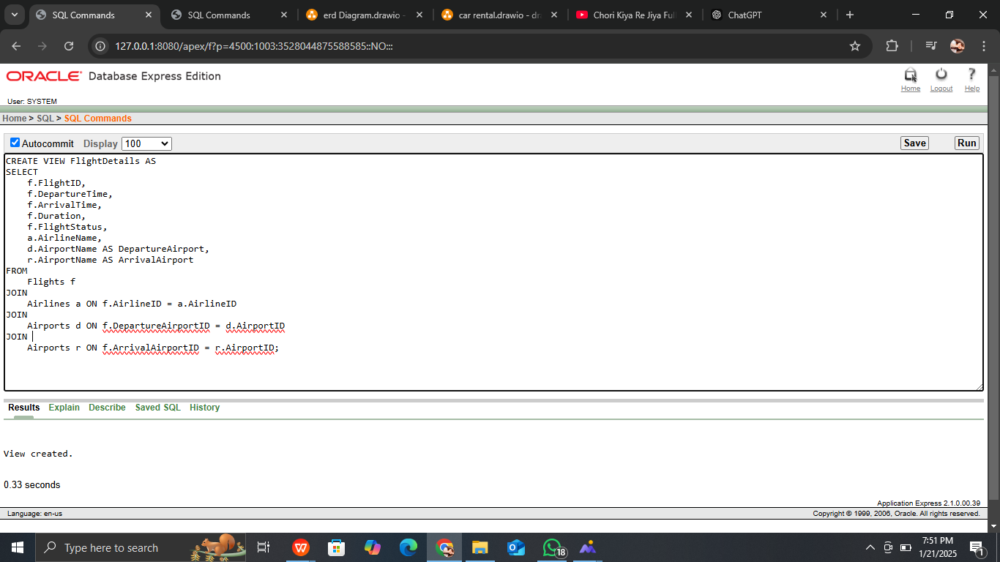 SQL Commands
SQL Commands
erd Diagram.drawio -
car rental.drawio - dr
Chori Kiya Re Jiya Ful
ChatGPT
127.0.0.1:8080/apex/f?p=4500:1003:3528044875588585::NO:::
ORACLE Database Express Edition
Home
Logout
Help
User: SYSTEM
Home > SQL > SQL Commands
Autocommit Display 100
Save
Run
CREATE VIEW FlightDetails AS
SELECT
f.FlightID,
f.DepartureTime,
f.ArrivalTime,
f.Duration,
f.FlightStatus,
a.AirlineName,
d.AirportName AS DepartureAirport,
r.AirportName AS ArrivalAirport
FROM
Flights f
JOIN
Airlines a ON f.AirlineID = a.AirlineID
JOIN
Airports d ON f.DepartureAirportID = d.AirportID
JOIN
Airports r ON f.ArrivalAirportID = r.AirportID;
Results Explain Describe Saved SQL History
View created.
0.33 seconds
Application Express 2.1.0.00.39
Language: en-us
Copyright © 1999, 2006, Oracle. All rights reserved.
Type here to search
W
18
7:51 PM
1/21/2025
1